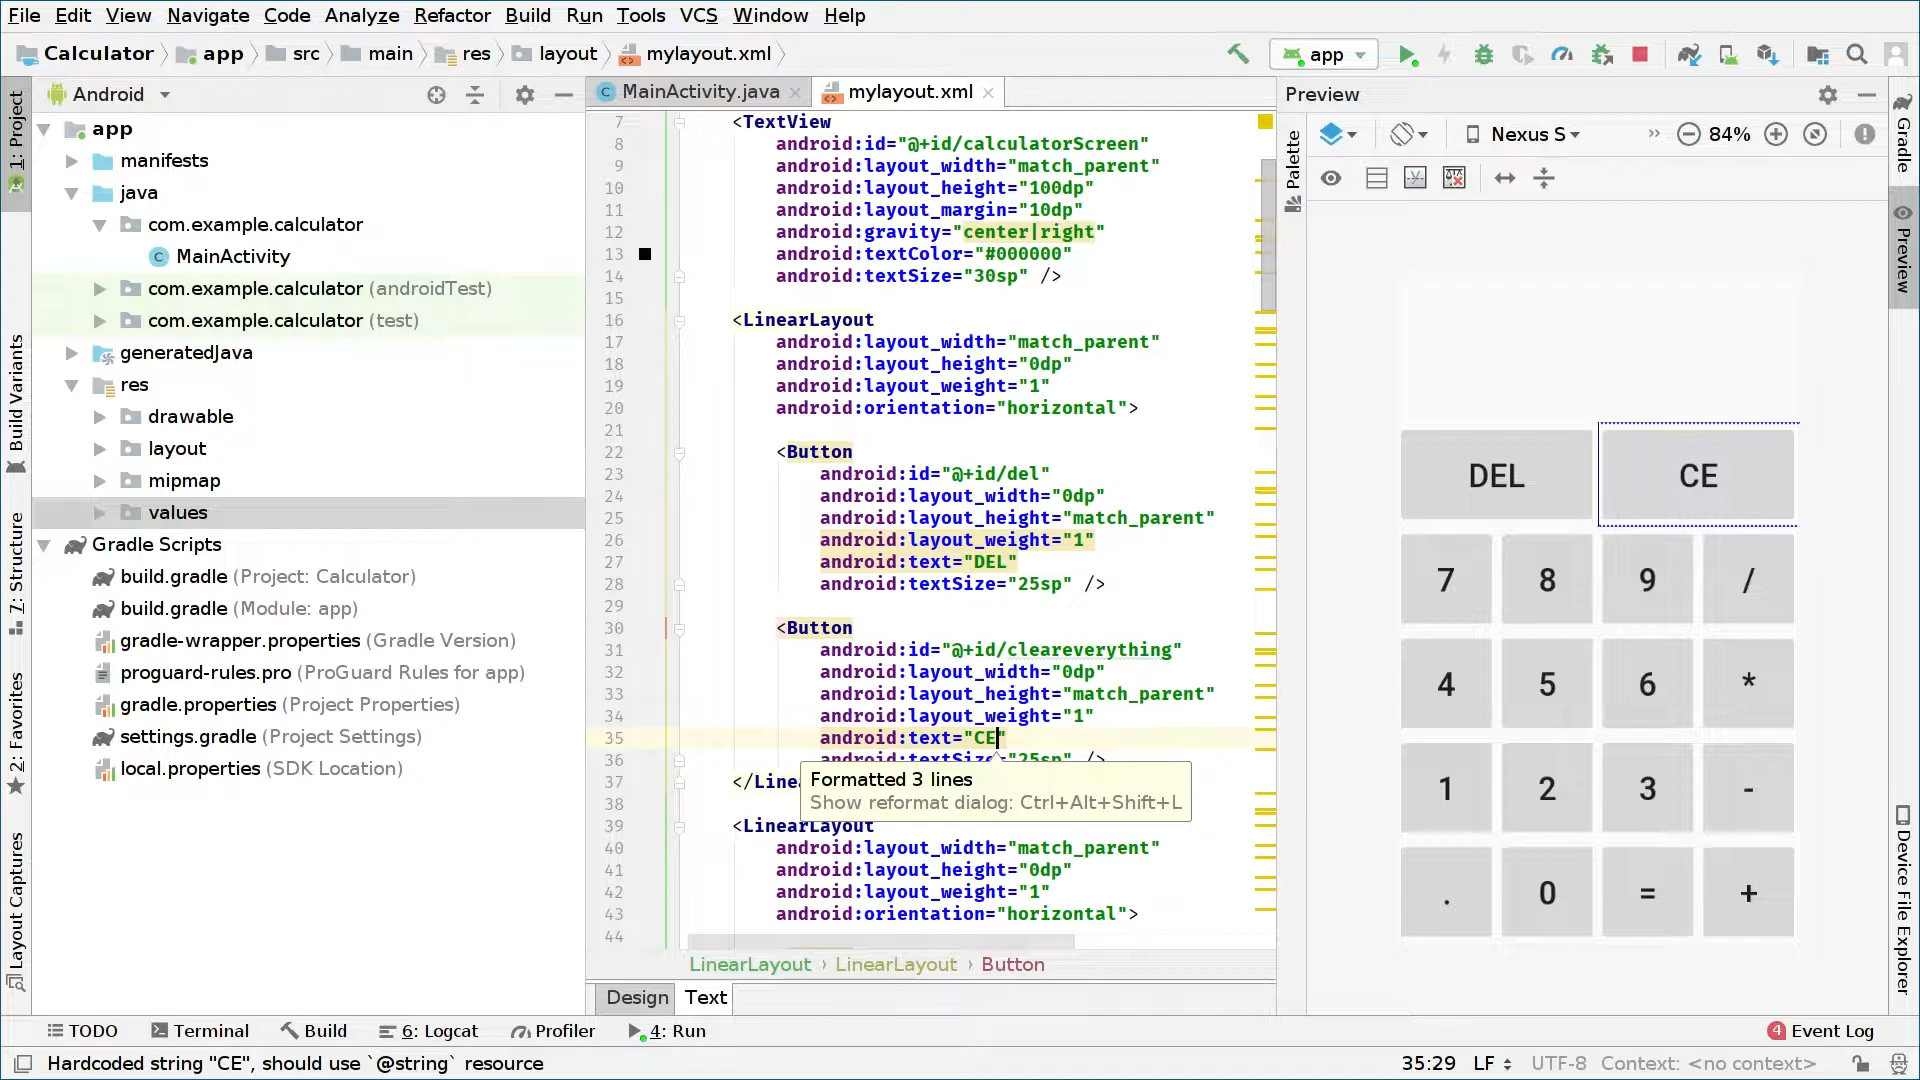 File Edit View Navigate Code Analyze Refactor Build Run Tools VCS Window Help
Calculator app src main res layout mylayout.xml
app
Android
MainActivity.java
mylayout.xml
Preview
1: Project
Build Variants
7: Structure
2: Favorites
Layout Captures
app
manifests
java
com.example.calculator
MainActivity
com.example.calculator (androidTest)
com.example.calculator (test)
generatedJava
res
drawable
layout
mipmap
values
Gradle Scripts
build.gradle (Project: Calculator)
build.gradle (Module: app)
gradle-wrapper.properties (Gradle Version)
proguard-rules.pro (ProGuard Rules for app)
gradle.properties (Project Properties)
settings.gradle (Project Settings)
local.properties (SDK Location)
7 <TextView
8 android:id="@+id/calculatorScreen"
9 android:layout_width="match_parent"
10 android:layout_height="100dp"
11 android:layout_margin="10dp"
12 android:gravity="center|right"
13 android:textColor="#000000"
14 android:textSize="30sp" />
15
16 <LinearLayout
17 android:layout_width="match_parent"
18 android:layout_height="0dp"
19 android:layout_weight="1"
20 android:orientation="horizontal">
21
22 <Button
23 android:id="@+id/del"
24 android:layout_width="0dp"
25 android:layout_height="match_parent"
26 android:layout_weight="1"
27 android:text="DEL"
28 android:textSize="25sp" />
29
30 <Button
31 android:id="@+id/cleareverything"
32 android:layout_width="0dp"
33 android:layout_height="match_parent"
34 android:layout_weight="1"
35 android:text="CE"
36 android:textSize="25sp" />
37 </Linea
38
39 <LinearLayout
40 android:layout_width="match_parent"
41 android:layout_height="0dp"
42 android:layout_weight="1"
43 android:orientation="horizontal">
44
Formatted 3 lines
Show reformat dialog: Ctrl+Alt+Shift+L
LinearLayout › LinearLayout › Button
Design Text
Palette
Nexus S
84%
DEL CE
7 8 9 /
4 5 6 *
1 2 3 -
. 0 = +
Gradle
Preview
Device File Explorer
TODO Terminal Build 6: Logcat Profiler 4: Run
4 Event Log
Hardcoded string "CE", should use `@string` resource
35:29 LF UTF-8 Context: <no context>